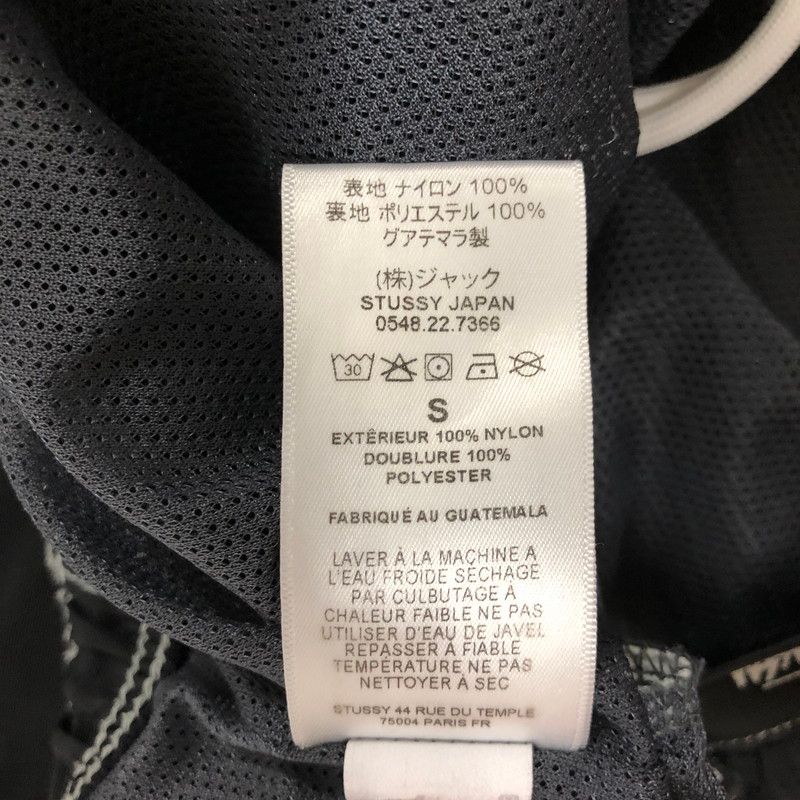 表地 ナイロン 100%
裏地 ポリエステル 100%
グアテマラ製
(株)ジャック
STUSSY JAPAN
0548.22.7366
30
S
EXTÊRIEUR 100% NYLON
DOUBLURE 100%
POLYESTER
FABRIQUÉ AU GUATEMALA
LAVER À LA MACHINE A
L'EAU FROIDE SÉCHAGE
PAR CULBUTAGE À
CHALEUR FAIBLE NE PAS
UTILISER D'EAU DE JAVEL
REPASSER À FIABLE
TEMPÉRATURE NE PAS
NETTOYER À SEC
STUSSY 44 RUE DU TEMPLE
75004 PARIS FR